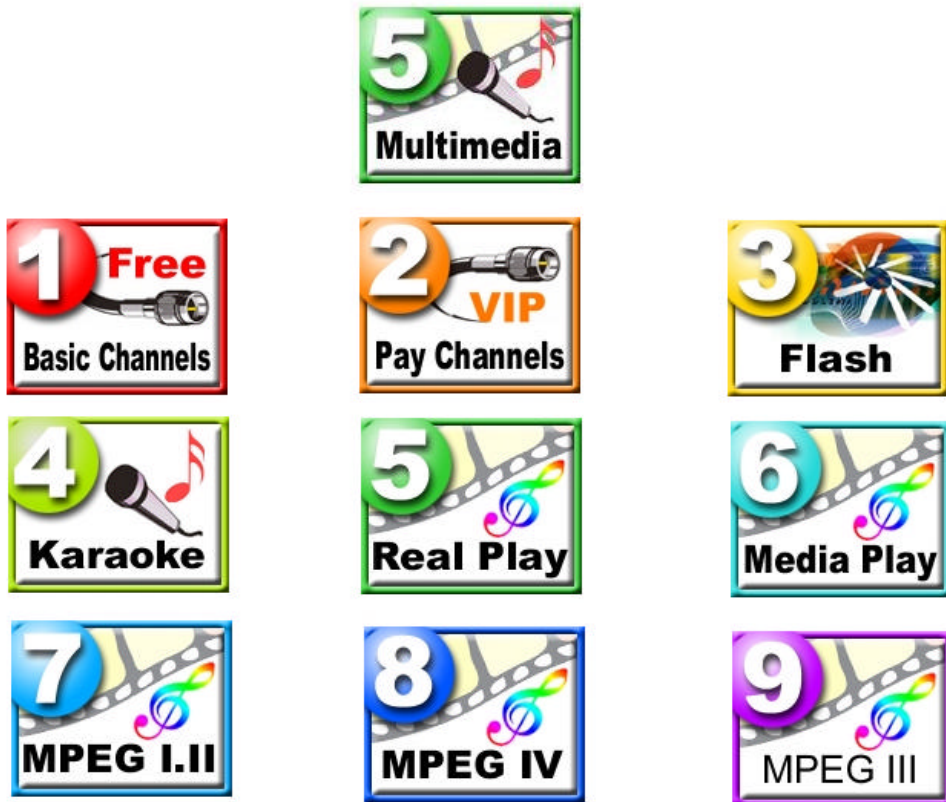 5
Multimedia
1 Free
Basic Channels
2
VIP
Pay Channels
3
Flash
4
Karaoke
5
Real Play
6
Media Play
7
MPEG I.II
8
MPEG IV
9
MPEG III